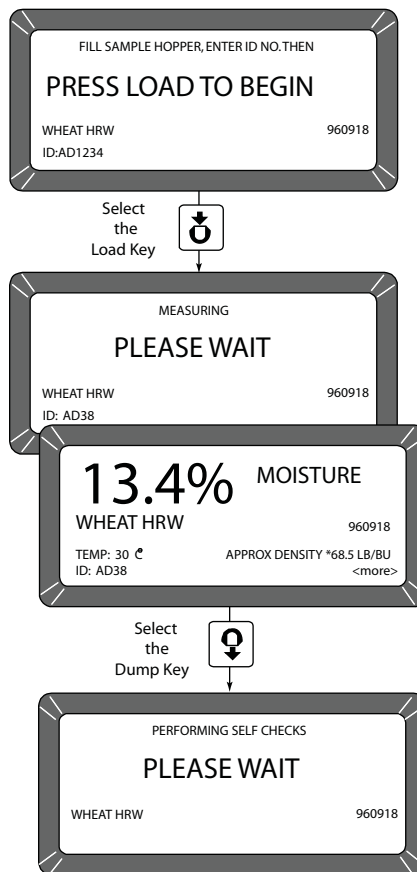 FILL SAMPLE HOPPER, ENTER ID NO. THEN
PRESS LOAD TO BEGIN
WHEAT HRW 960918
ID:AD1234
Select
the
Load Key
MEASURING
PLEASE WAIT
WHEAT HRW 960918
ID: AD38
13.4% MOISTURE
WHEAT HRW 960918
TEMP: 30 C APPROX DENSITY *68.5 LB/BU
ID: AD38 <more>
Select
the
Dump Key
PERFORMING SELF CHECKS
PLEASE WAIT
WHEAT HRW 960918